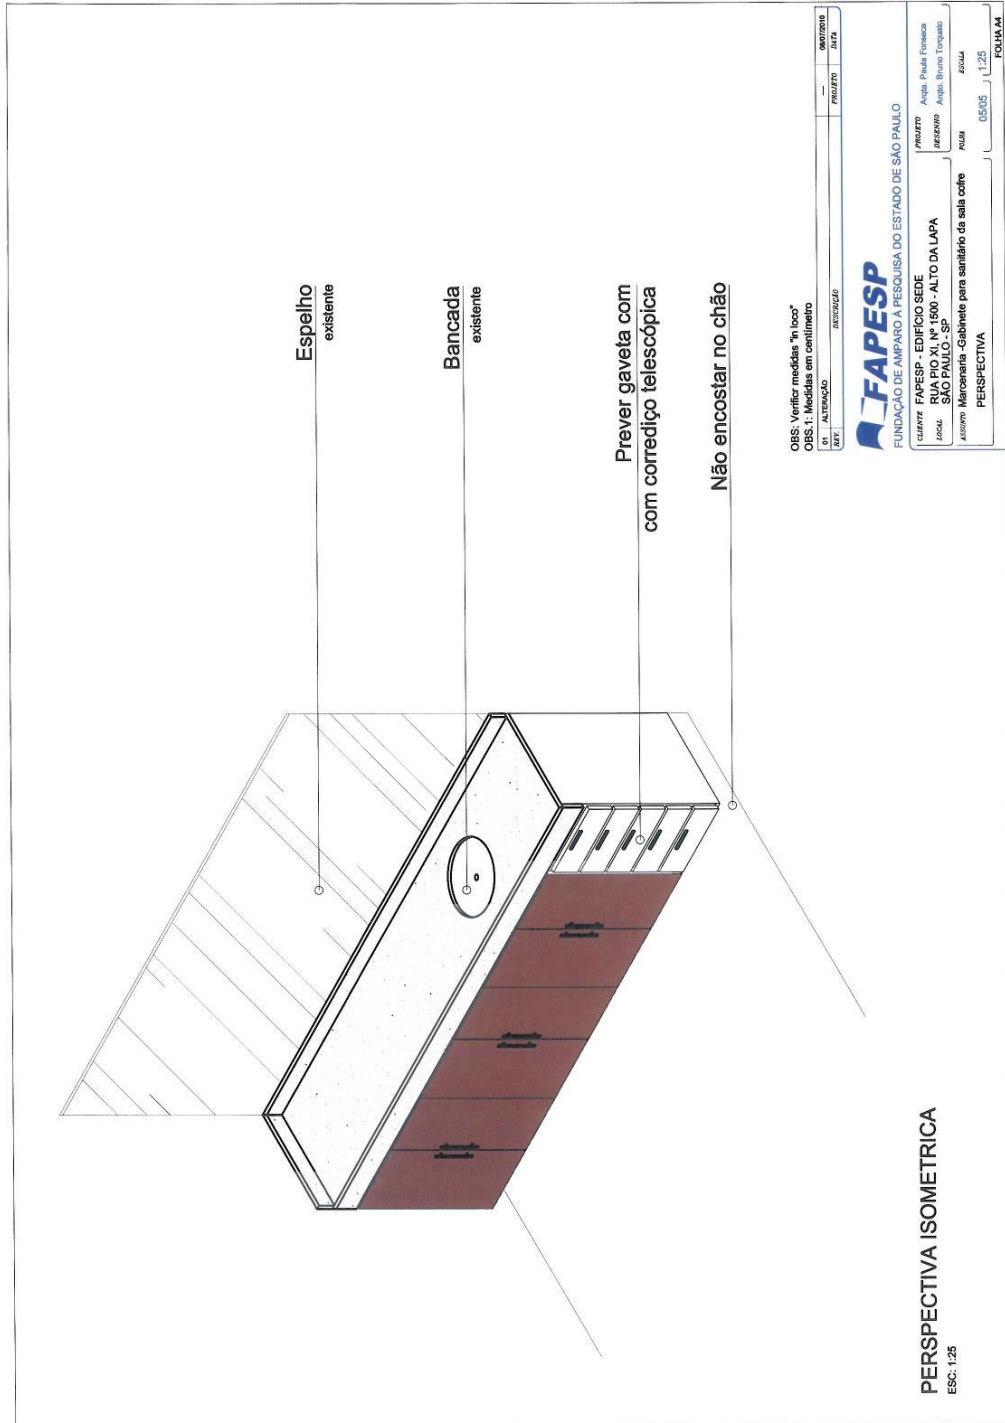 Espelho
existente
Bancada
existente
Prever gaveta com
com corrediço telescópica
Não encostar no chão
PERSPECTIVA ISOMETRICA
ESC: 1:25
OBS: Verificr medidas "in loco"
OBS.1: Medidas em centímetro
01 ALTERAÇÃO --- 08/07/2010
REV. DESCRIÇÃO PROJETO DATA
FAPESP
FUNDAÇÃO DE AMPARO À PESQUISA DO ESTADO DE SÃO PAULO
CLIENTE FAPESP - EDIFÍCIO SEDE
LOCAL RUA PIO XI, Nº 1500 - ALTO DA LAPA
SÃO PAULO - SP
PROJETO Arqta. Paula Fonseca
DESENHO Arqto. Bruno Torquato
ASSUNTO Marcenaria -Gabinete para sanitário da sala cofre
PERSPECTIVA
FOLHA 05/05
ESCALA 1:25
FOLHA A4